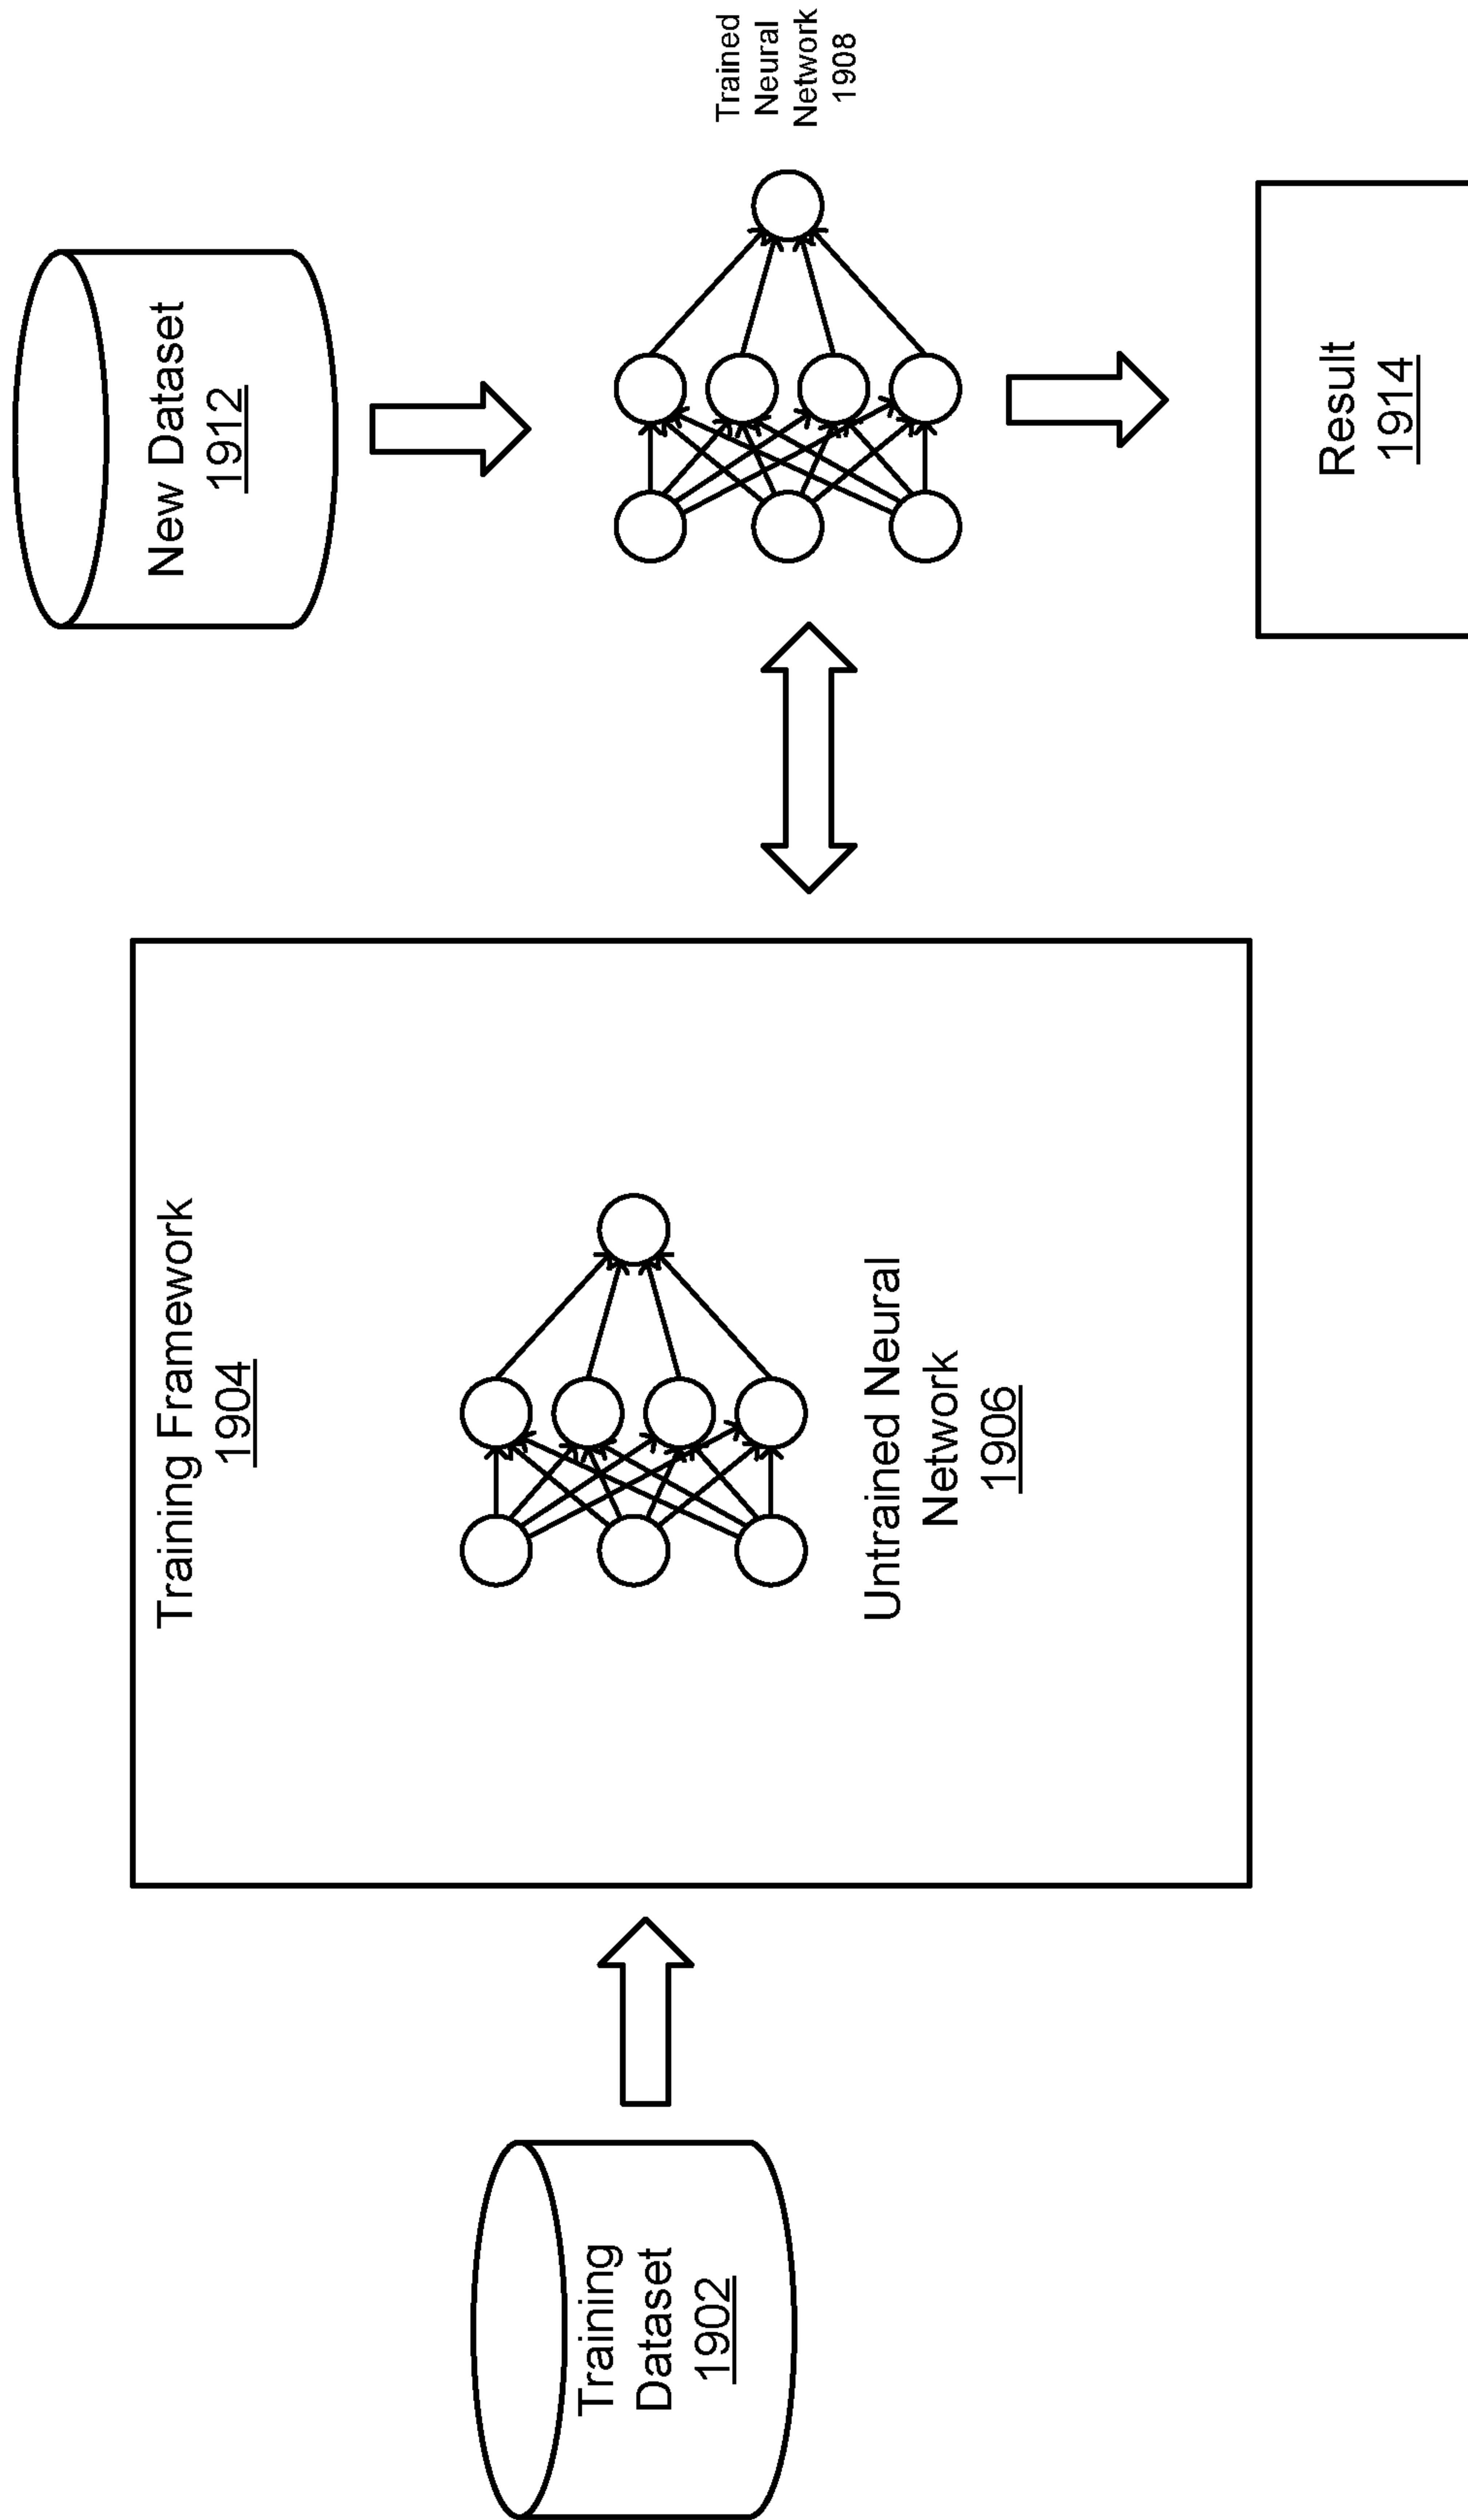 Training
Dataset
1902
Training Framework
1904
Untrained Neural
Network
1906
New Dataset
1912
Trained
Neural
Network
1908
Result
1914